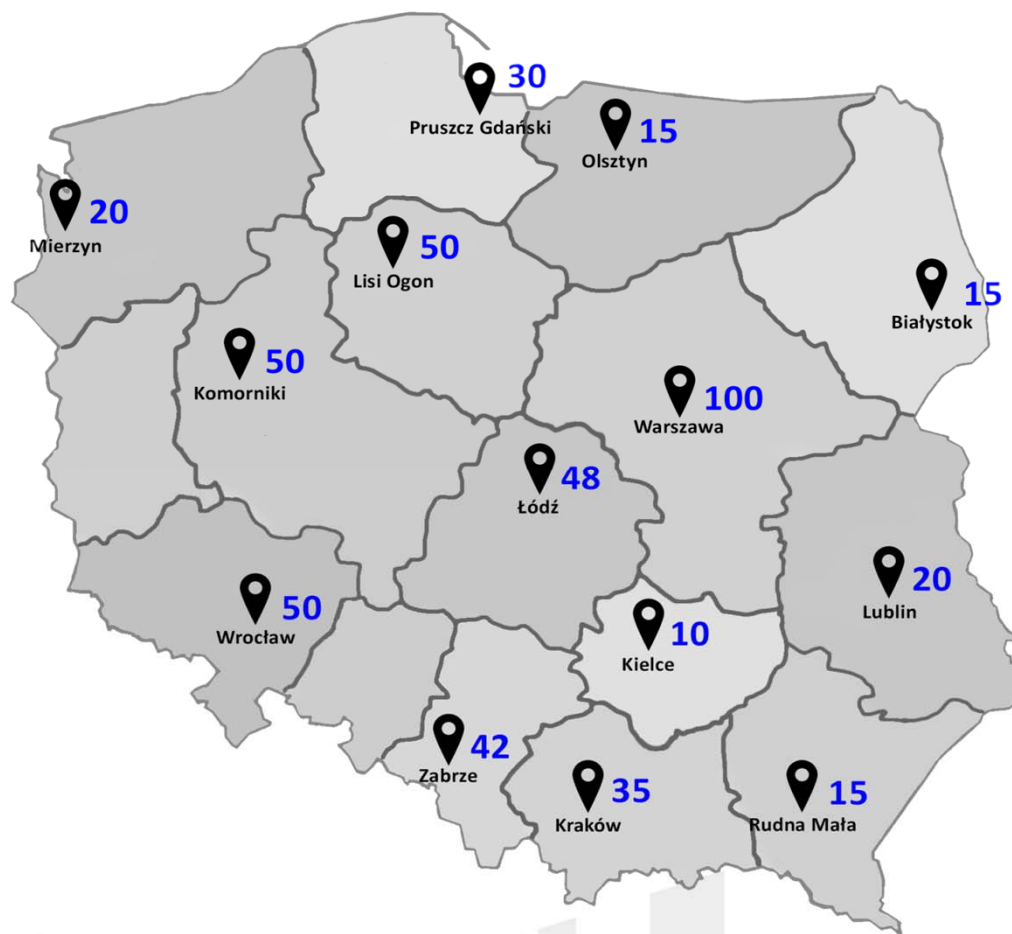 30
Pruszcz Gdański
15
Olsztyn
20
Mierzyn
50
Lisi Ogon
15
Białystok
50
Komorniki
100
Warszawa
48
Łódź
20
Lublin
50
Wrocław
10
Kielce
42
Zabrze
35
Kraków
15
Rudna Mała